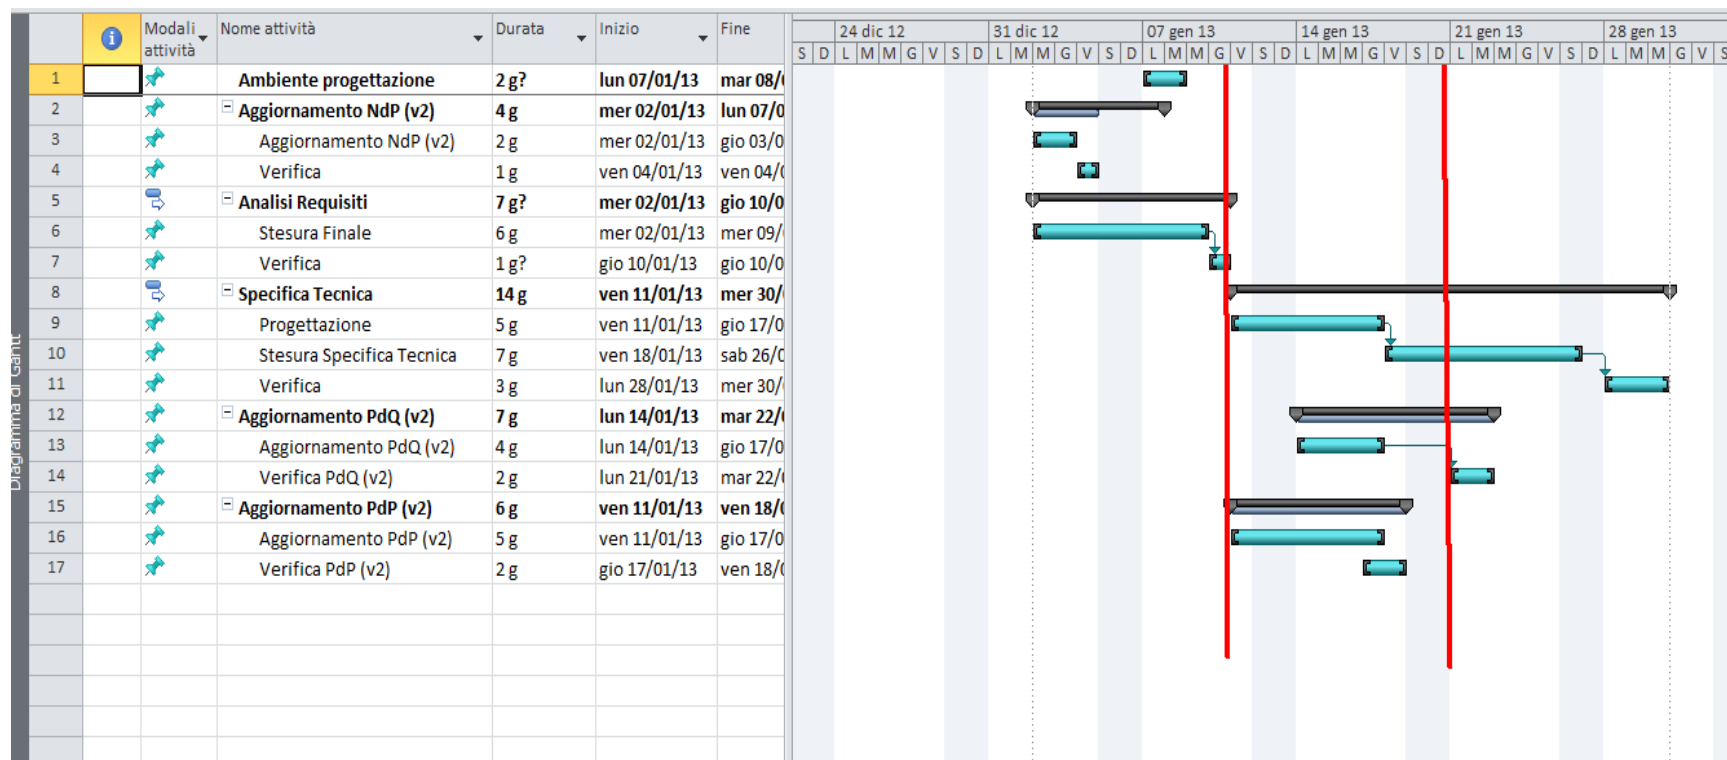 Modali attività Nome attività Durata Inizio Fine
24 dic 12 31 dic 12 07 gen 13 14 gen 13 21 gen 13 28 gen 13
S D L M M G V S D L M M G V S D L M M G V S D L M M G V S D L M M G V S D L M M G V S
1 Ambiente progettazione 2 g? lun 07/01/13 mar 08/
2 Aggiornamento NdP (v2) 4 g mer 02/01/13 lun 07/0
3 Aggiornamento NdP (v2) 2 g mer 02/01/13 gio 03/0
4 Verifica 1 g ven 04/01/13 ven 04/
5 Analisi Requisiti 7 g? mer 02/01/13 gio 10/0
6 Stesura Finale 6 g mer 02/01/13 mer 09/
7 Verifica 1 g? gio 10/01/13 gio 10/0
8 Specifica Tecnica 14 g ven 11/01/13 mer 30/
9 Progettazione 5 g ven 11/01/13 gio 17/0
10 Stesura Specifica Tecnica 7 g ven 18/01/13 sab 26/0
11 Verifica 3 g lun 28/01/13 mer 30/
12 Aggiornamento PdQ (v2) 7 g lun 14/01/13 mar 22/
13 Aggiornamento PdQ (v2) 4 g lun 14/01/13 gio 17/0
14 Verifica PdQ (v2) 2 g lun 21/01/13 mar 22/
15 Aggiornamento PdP (v2) 6 g ven 11/01/13 ven 18/
16 Aggiornamento PdP (v2) 5 g ven 11/01/13 gio 17/0
17 Verifica PdP (v2) 2 g gio 17/01/13 ven 18/
Diagramma di Gantt